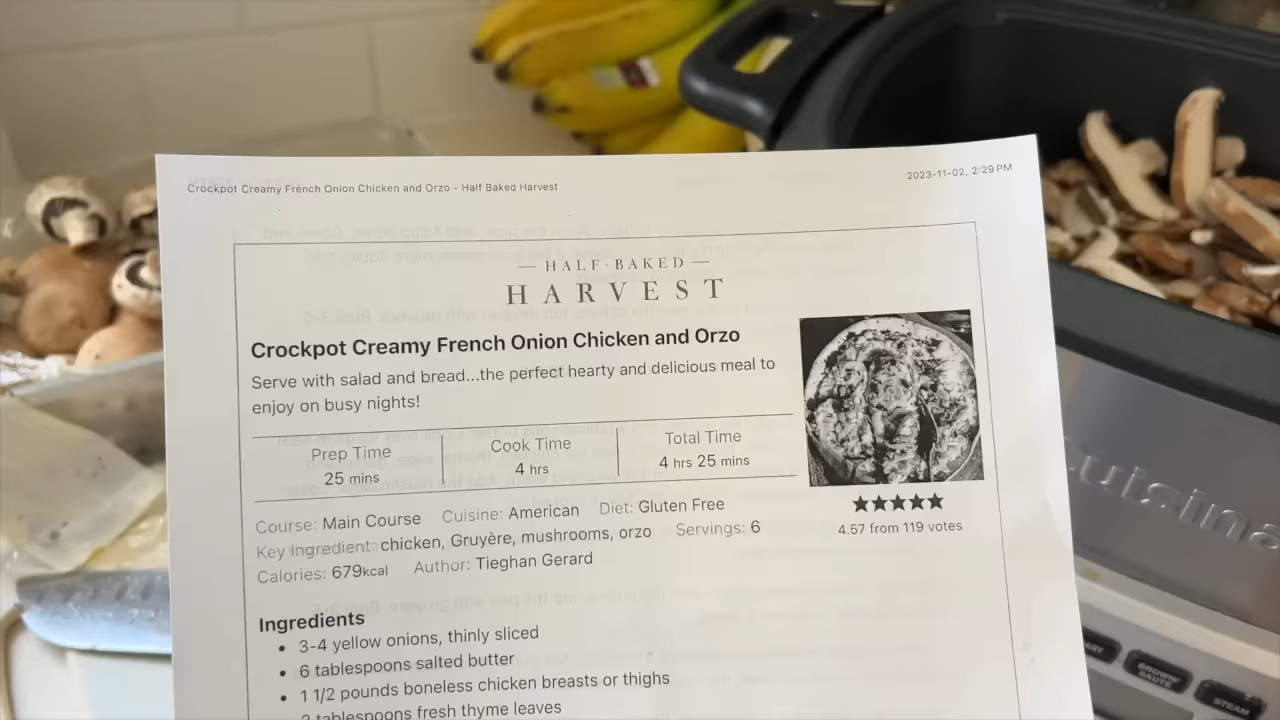 Crockpot Creamy French Onion Chicken and Orzo - Half Baked Harvest
2023-11-02, 2:29 PM
— HALF · BAKED —
HARVEST
Crockpot Creamy French Onion Chicken and Orzo
Serve with salad and bread...the perfect hearty and delicious meal to
enjoy on busy nights!
Prep Time
25 mins
Cook Time
4 hrs
Total Time
4 hrs 25 mins
★★★★★
4.57 from 119 votes
Course: Main Course Cuisine: American Diet: Gluten Free
Key Ingredient: chicken, Gruyère, mushrooms, orzo Servings: 6
Calories: 679kcal Author: Tieghan Gerard
Ingredients
• 3-4 yellow onions, thinly sliced
• 6 tablespoons salted butter
• 1 1/2 pounds boneless chicken breasts or thighs
2 tablespoons fresh thyme leaves
BROWN/
SAUTÉ
STEAM